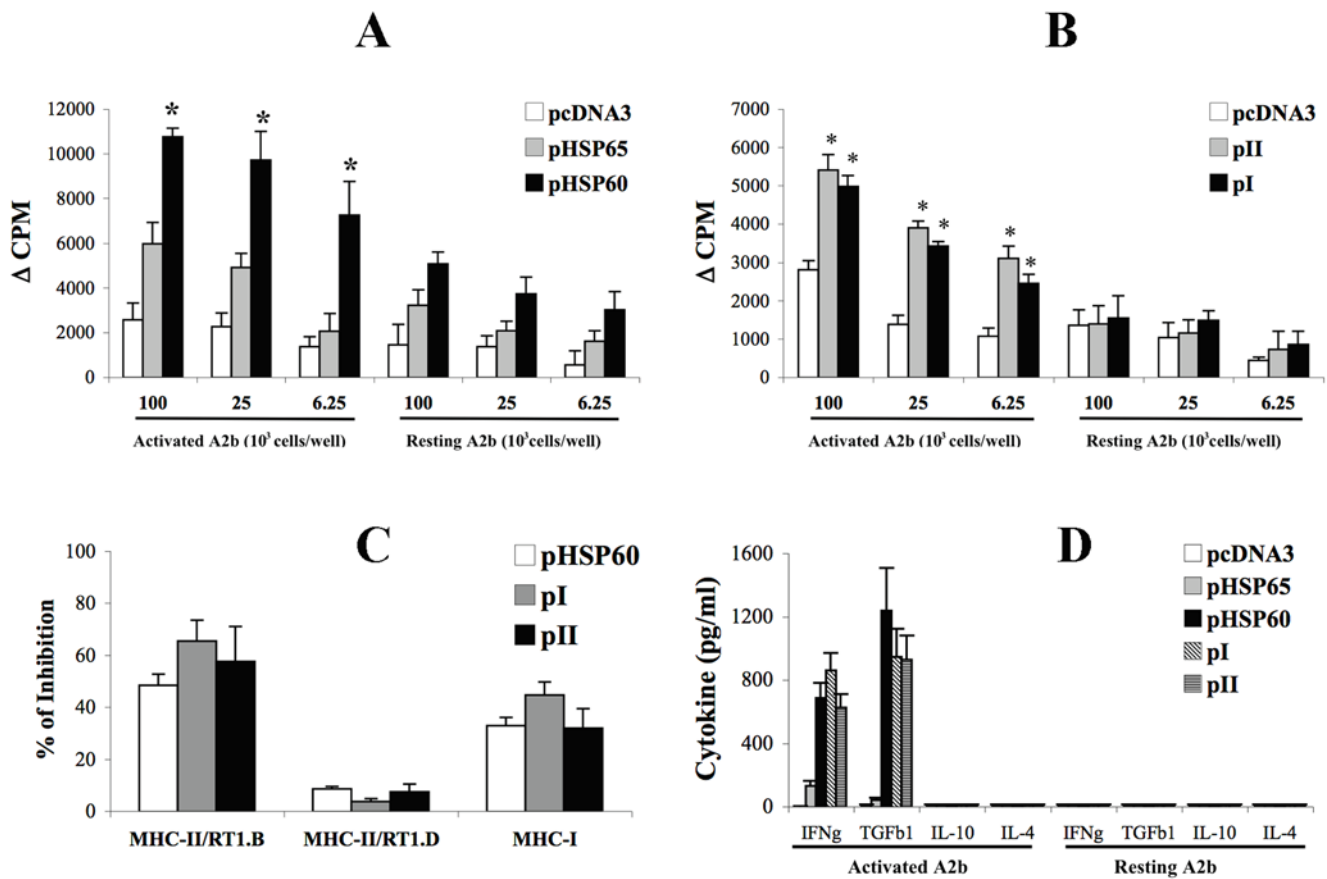 A
12000
10000
8000
6000
4000
2000
0
Δ CPM
*
*
*
pcDNA3
pHSP65
pHSP60
100 25 6.25 100 25 6.25
Activated A2b (10³ cells/well) Resting A2b (10³cells/well)
B
7000
6000
5000
4000
3000
2000
1000
0
Δ CPM
* *
* *
* *
pcDNA3
pII
pI
100 25 6.25 100 25 6.25
Activated A2b (10³ cells/well) Resting A2b (10³cells/well)
C
100
80
60
40
20
0
% of Inhibition
pHSP60
pI
pII
MHC-II/RT1.B MHC-II/RT1.D MHC-I
D
1600
1200
800
400
0
Cytokine (pg/ml)
pcDNA3
pHSP65
pHSP60
pI
pII
IFNg TGFb1 IL-10 IL-4 IFNg TGFb1 IL-10 IL-4
Activated A2b Resting A2b